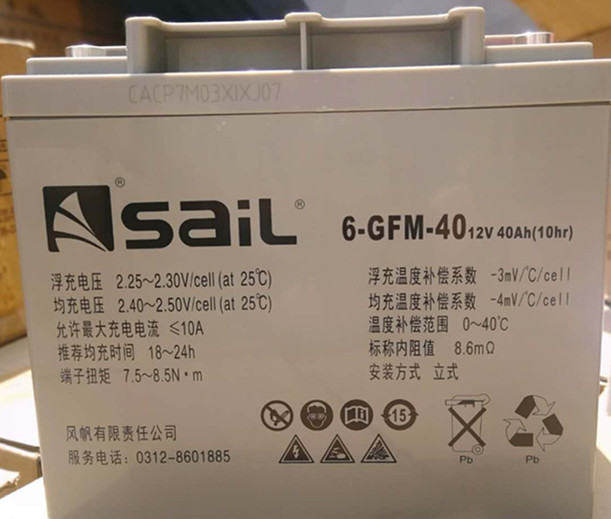 CACP7M03X1XJ07
® sail ®
6-GFM-40 12V 40Ah(10hr)
浮充电压 2.25~2.30V/cell (at 25℃)
均充电压 2.40~2.50V/cell (at 25℃)
允许最大充电电流 ≤10A
推荐均充时间 18~24h
端子扭矩 7.5~8.5N·m
浮充温度补偿系数 -3mV/℃/cell
均充温度补偿系数 -4mV/℃/cell
温度补偿范围 0~40℃
标称内阻值 8.6mΩ
安装方式 立式
风帆有限责任公司
服务电话: 0312-8601885
15
Pb
Pb